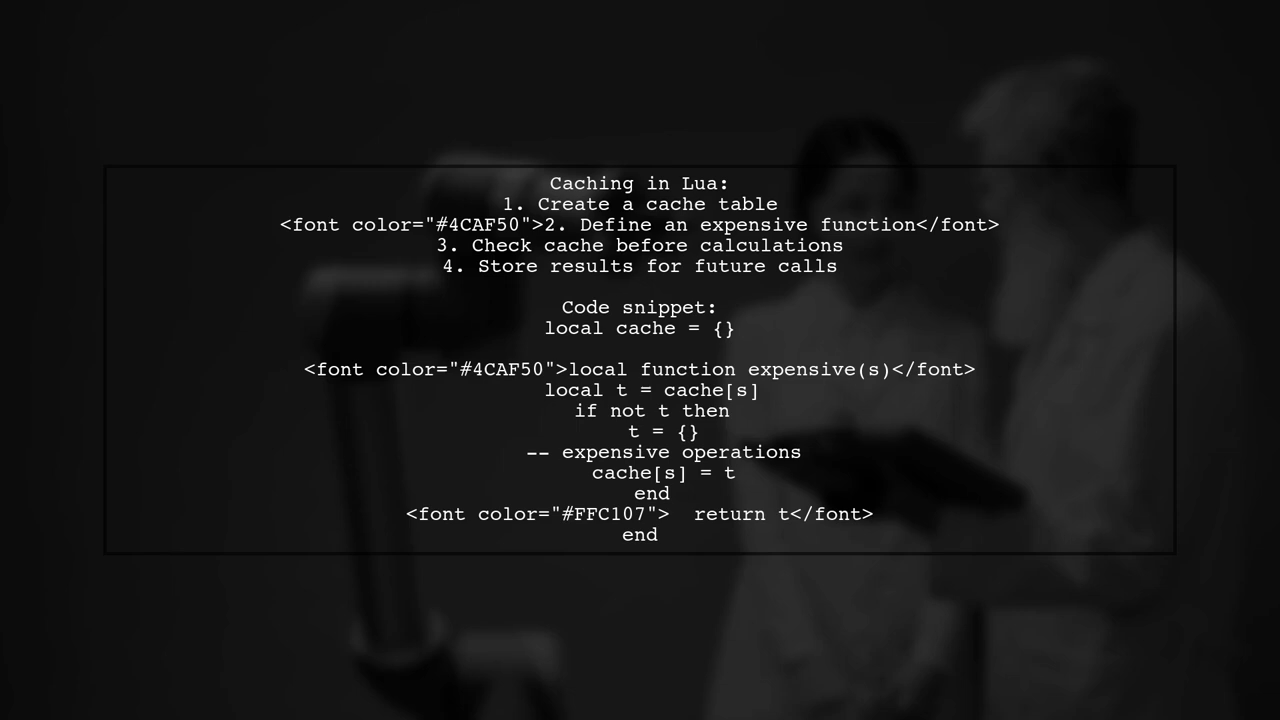 Caching in Lua:
1. Create a cache table
<font color="#4CAF50">2. Define an expensive function</font>
3. Check cache before calculations
4. Store results for future calls

Code snippet:
local cache = {}

<font color="#4CAF50">local function expensive(s)</font>
local t = cache[s]
if not t then
t = {}
-- expensive operations
cache[s] = t
end
<font color="#FFC107">  return t</font>
end